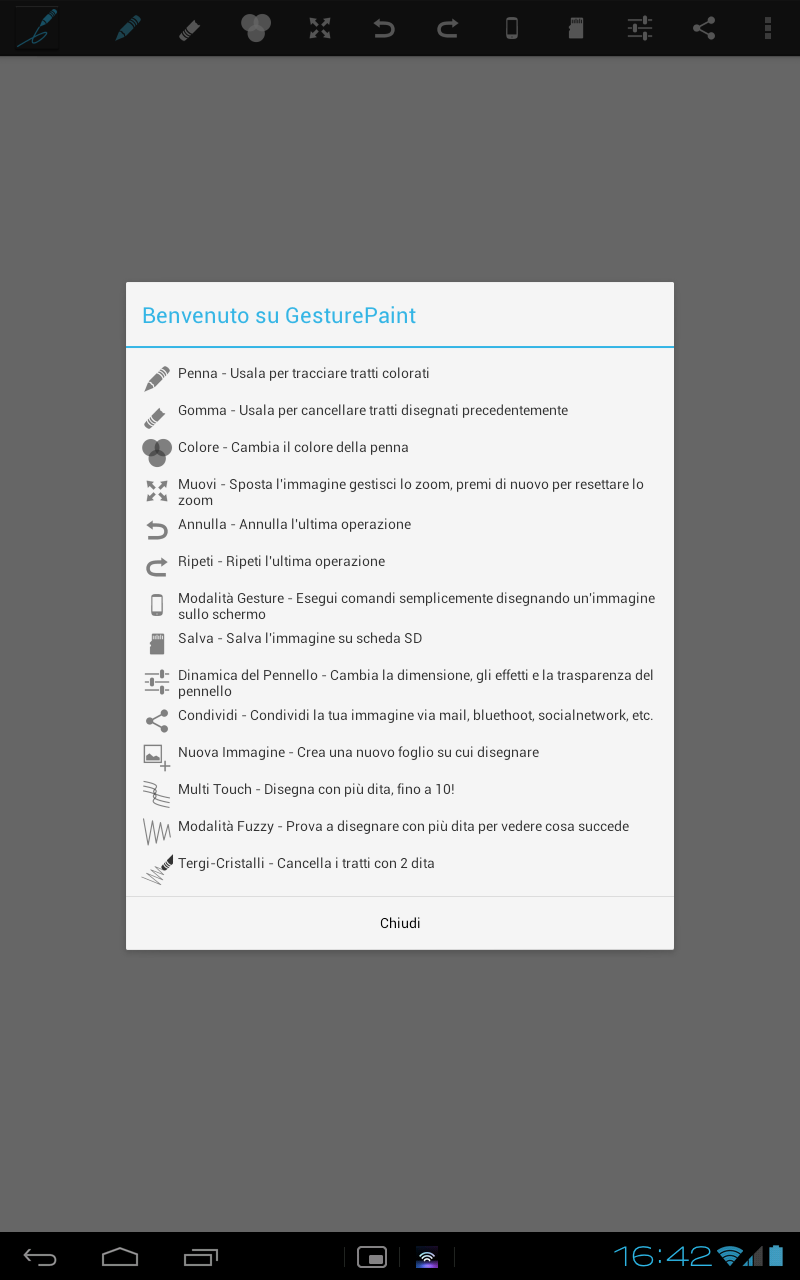 Benvenuto su GesturePaint
Penna - Usala per tracciare tratti colorati
Gomma - Usala per cancellare tratti disegnati precedentemente
Colore - Cambia il colore della penna
Muovi - Sposta l'immagine gestisci lo zoom, premi di nuovo per resettare lo
zoom
Annulla - Annulla l'ultima operazione
Ripeti - Ripeti l'ultima operazione
Modalità Gesture - Esegui comandi semplicemente disegnando un'immagine
sullo schermo
Salva - Salva l'immagine su scheda SD
Dinamica del Pennello - Cambia la dimensione, gli effetti e la trasparenza del
pennello
Condividi - Condividi la tua immagine via mail, bluethoot, socialnetwork, etc.
Nuova Immagine - Crea una nuovo foglio su cui disegnare
Multi Touch - Disegna con più dita, fino a 10!
Modalità Fuzzy - Prova a disegnare con più dita per vedere cosa succede
Tergi-Cristalli - Cancella i tratti con 2 dita
Chiudi
16:42